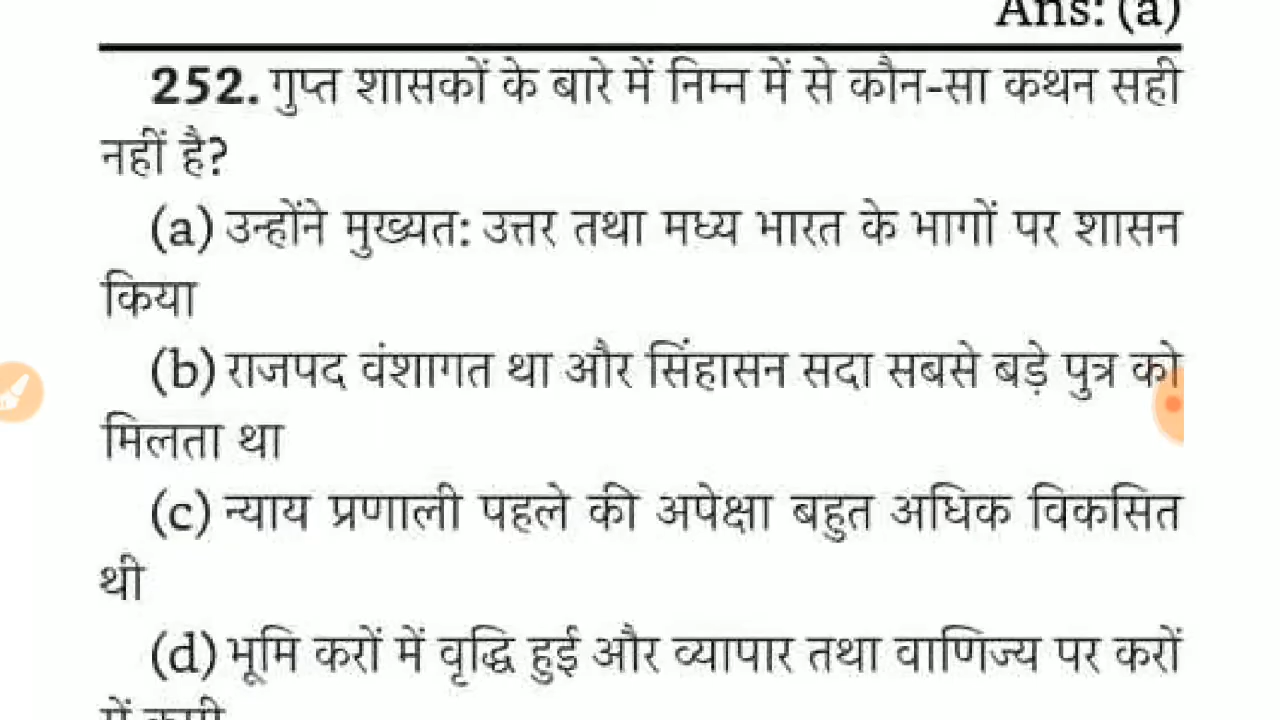 Ans: (a)
252. गुप्त शासकों के बारे में निम्न में से कौन-सा कथन सही
नहीं है?
(a) उन्होंने मुख्यत: उत्तर तथा मध्य भारत के भागों पर शासन
किया
(b) राजपद वंशागत था और सिंहासन सदा सबसे बड़े पुत्र को
मिलता था
(c) न्याय प्रणाली पहले की अपेक्षा बहुत अधिक विकसित
थी
(d) भूमि करों में वृद्धि हुई और व्यापार तथा वाणिज्य पर करों
में कमी